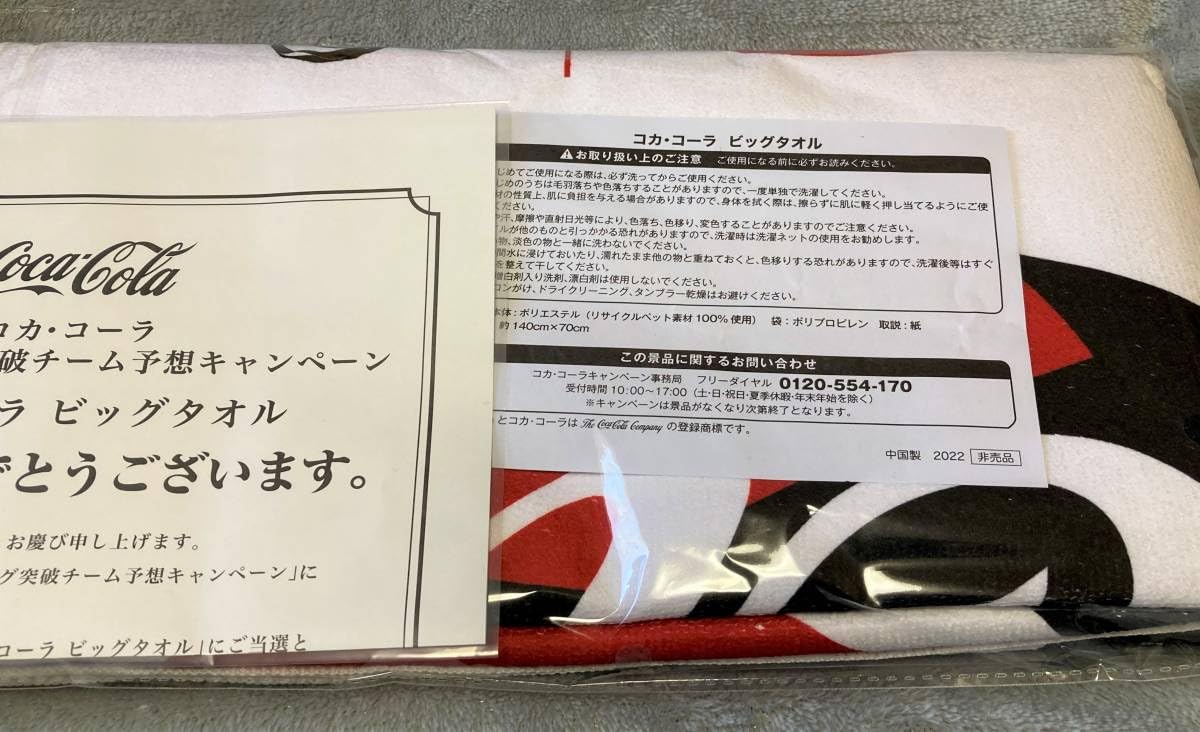 Coca-Cola
コカ・コーラ
破チーム予想キャンペーン
ラ ビッグタオル
でとうございます。
お慶び申し上げます。
グ突破チーム予想キャンペーン」に
コーラ ビッグタオル」にご当選と
コカ・コーラ ビッグタオル
お取り扱い上のご注意 ご使用になる前に必ずお読みください。
じめてご使用になる際は、必ず洗ってからご使用ください。
じめのうちは毛羽落ちや色落ちすることがありますので、一度単独で洗濯してください。
材の性質上、肌に負担を与える場合がありますので、身体を拭く際は、擦らずに肌に軽く押し当てるようにご使
ください。
や汗、摩擦や直射日光等により、色落ち、色移り、変色することがありますのでご注意ください。
イルが他のものと引っかかる恐れがありますので、洗濯時は洗濯ネットの使用をお勧めします。
い物、淡色の物と一緒に洗わないでください。
間水に浸けておいたり、濡れたまま他の物と重ねておくと、色移りする恐れがありますので、洗濯後等はすぐ
を整えて干してください。
増白剤入り洗剤、漂白剤は使用しないでください。
ロンがけ、ドライクリーニング、タンブラー乾燥はお避けください。
本体：ポリエステル（リサイクルペット素材100％使用） 袋：ポリプロピレン 取説：紙
約140cm×70cm
この景品に関するお問い合わせ
コカ・コーラキャンペーン事務局 フリーダイヤル 0120-554-170
受付時間 10:00～17:00（土・日・祝日・夏季休暇・年末年始を除く）
※キャンペーンは景品がなくなり次第終了となります。
とコカ・コーラは The Coca-Cola Company の登録商標です。
中国製 2022 非売品